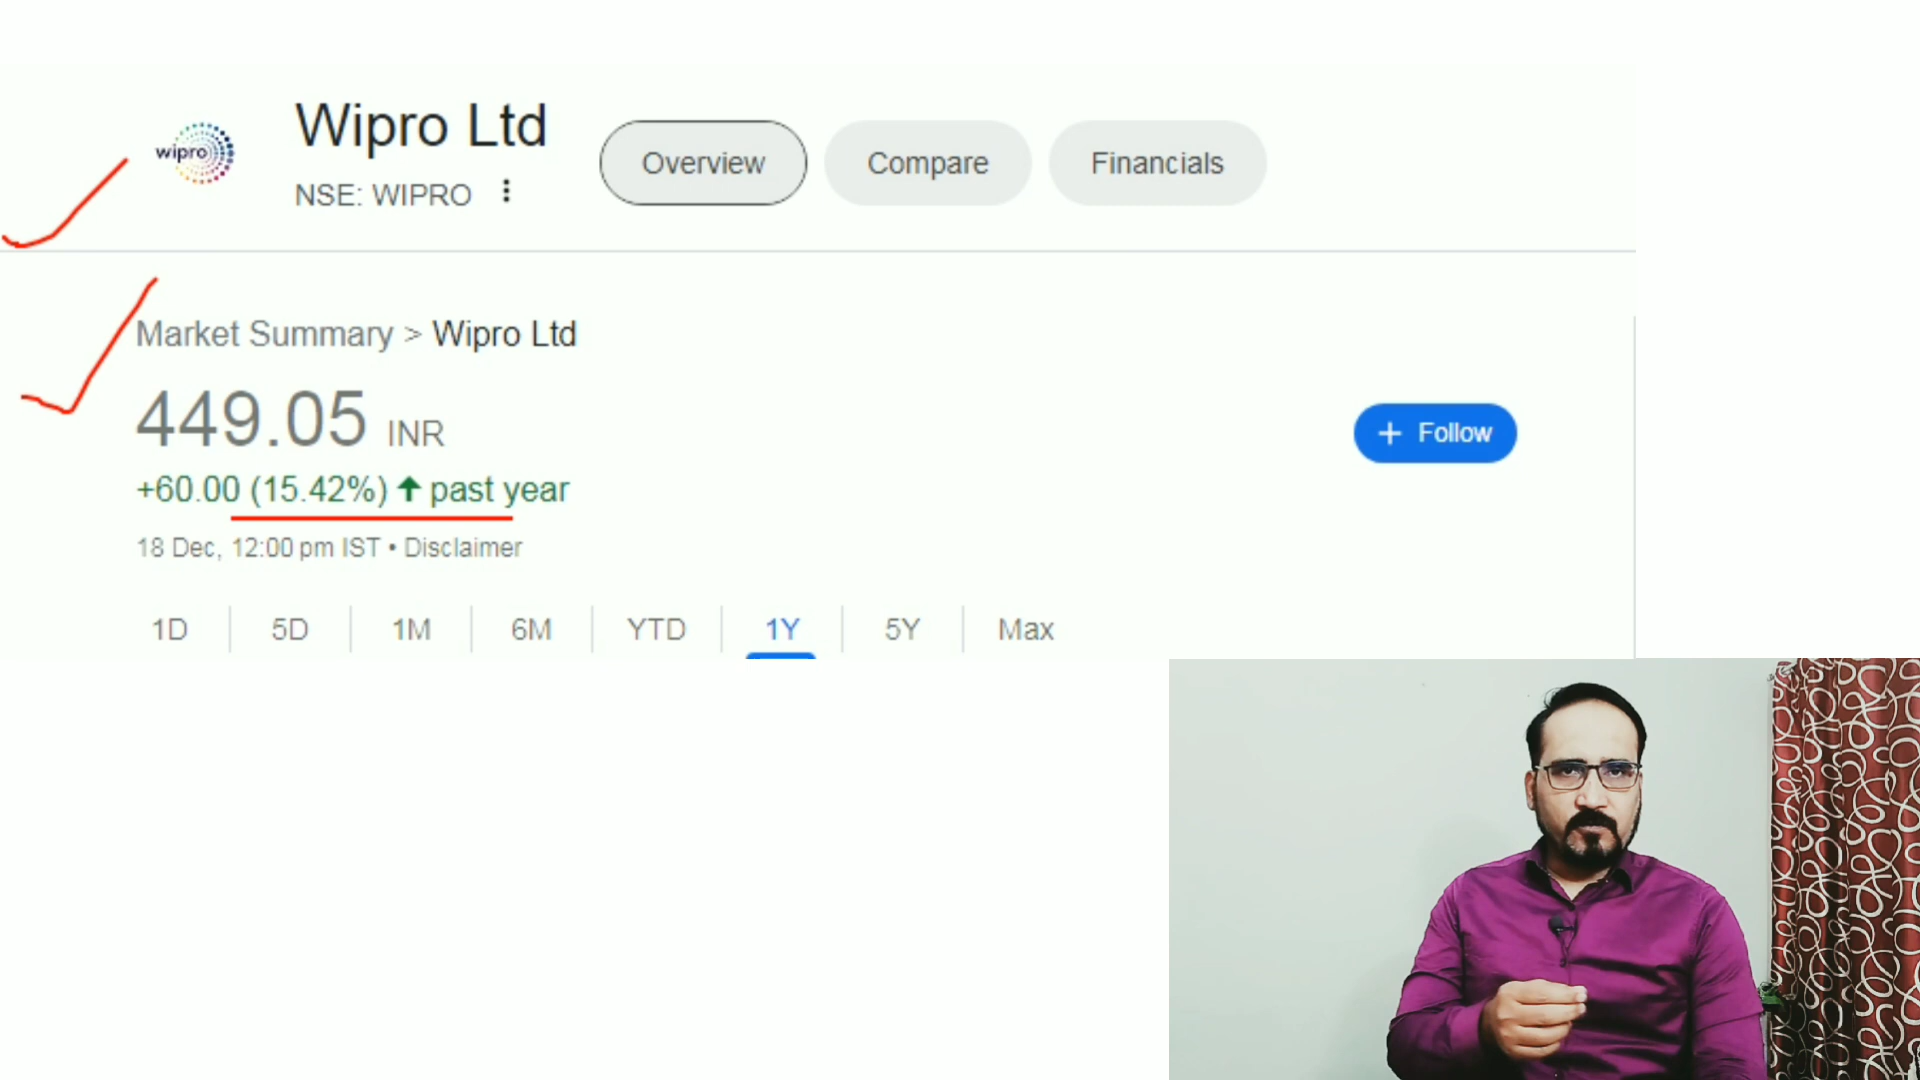 wipro
Wipro Ltd
NSE: WIPRO
Overview
Compare
Financials
Market Summary > Wipro Ltd
449.05 INR
+ Follow
+60.00 (15.42%) ↑ past year
18 Dec, 12:00 pm IST • Disclaimer
1D 5D 1M 6M YTD 1Y 5Y Max